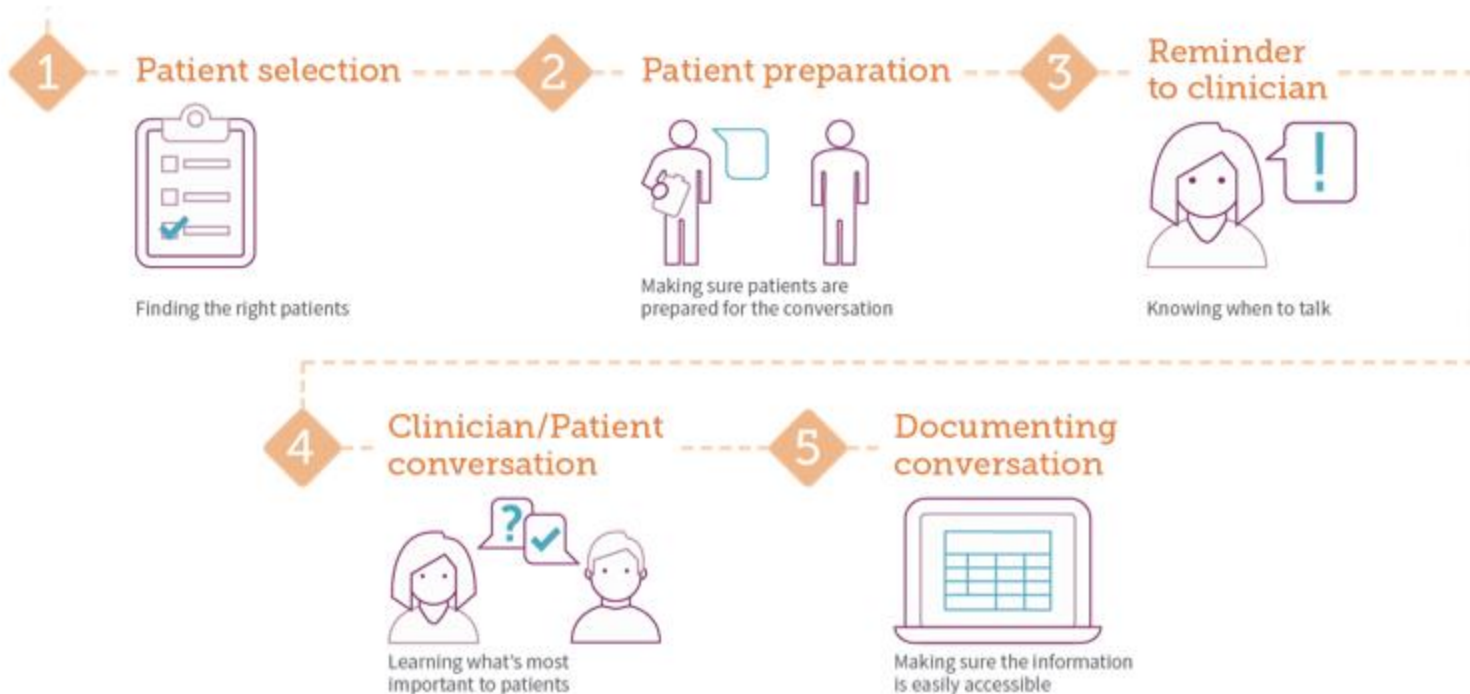 1
Patient selection
Finding the right patients
2
Patient preparation
Making sure patients are
prepared for the conversation
3
Reminder
to clinician
!
Knowing when to talk
4
Clinician/Patient
conversation
?
Learning what's most
important to patients
5
Documenting
conversation
Making sure the information
is easily accessible